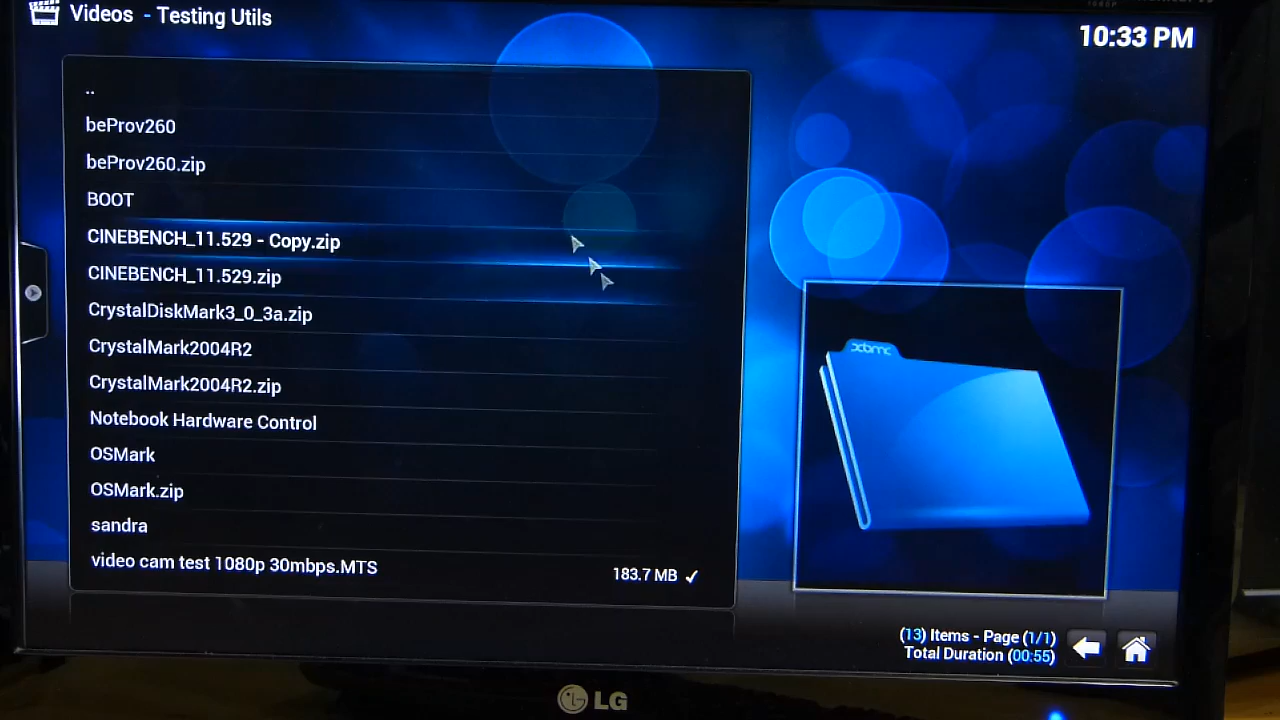 Videos - Testing Utils
10:33 PM
..
beProv260
beProv260.zip
BOOT
CINEBENCH_11.529 - Copy.zip
CINEBENCH_11.529.zip
CrystalDiskMark3_0_3a.zip
CrystalMark2004R2
CrystalMark2004R2.zip
Notebook Hardware Control
OSMark
OSMark.zip
sandra
video cam test 1080p 30mbps.MTS 183.7 MB ✓
xbmc
(13) Items - Page (1/1)
Total Duration (00:55)
LG